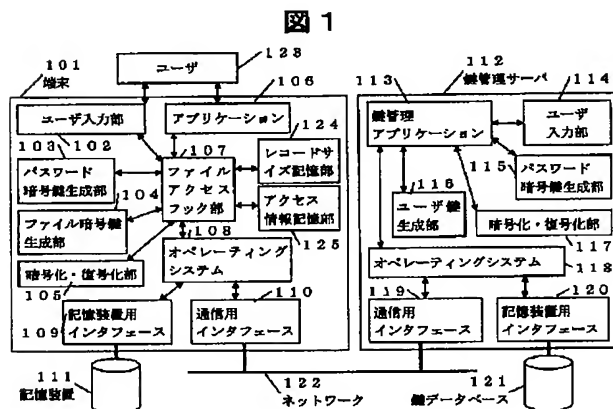 図1
101
端末
ユーザ
123
106
112
鍵管理サーバ
113
114
ユーザ入力部
アプリケーション
鍵管理
アプリケーション
ユーザ
入力部
103
102
107
124
パスワード
暗号鍵生成部
ファイル
アクセス
フック部
レコードサ
イズ記憶部
115
パスワード
暗号鍵生成部
104
ファイル暗号鍵
生成部
アクセス
情報記憶部
125
116
ユーザ鍵
生成部
暗号化・復号化部
117
108
オペレーティング
システム
暗号化・復号化部
105
オペレーティングシステム
118
109
記憶装置用
インタフェース
110
通信用
インタフェース
119
通信用
インタフェース
120
記憶装置用
インタフェース
111
記憶装置
122
ネットワーク
121
鍵データベース